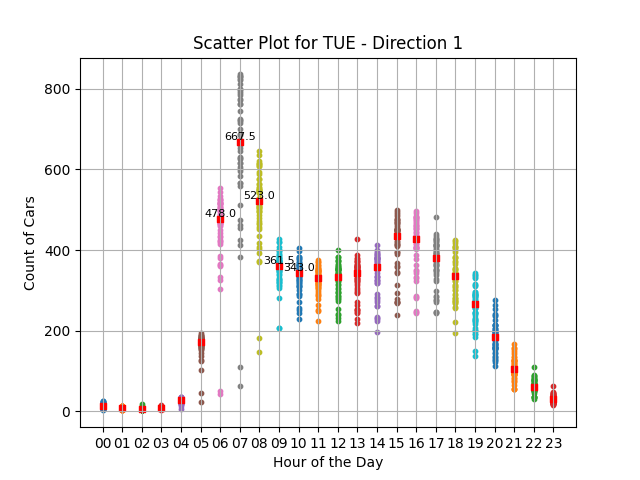 Scatter Plot for TUE - Direction 1
Count of Cars
800
600
400
200
0
667.5
523.0
478.0
361.5
343.0
00 01 02 03 04 05 06 07 08 09 10 11 12 13 14 15 16 17 18 19 20 21 22 23
Hour of the Day